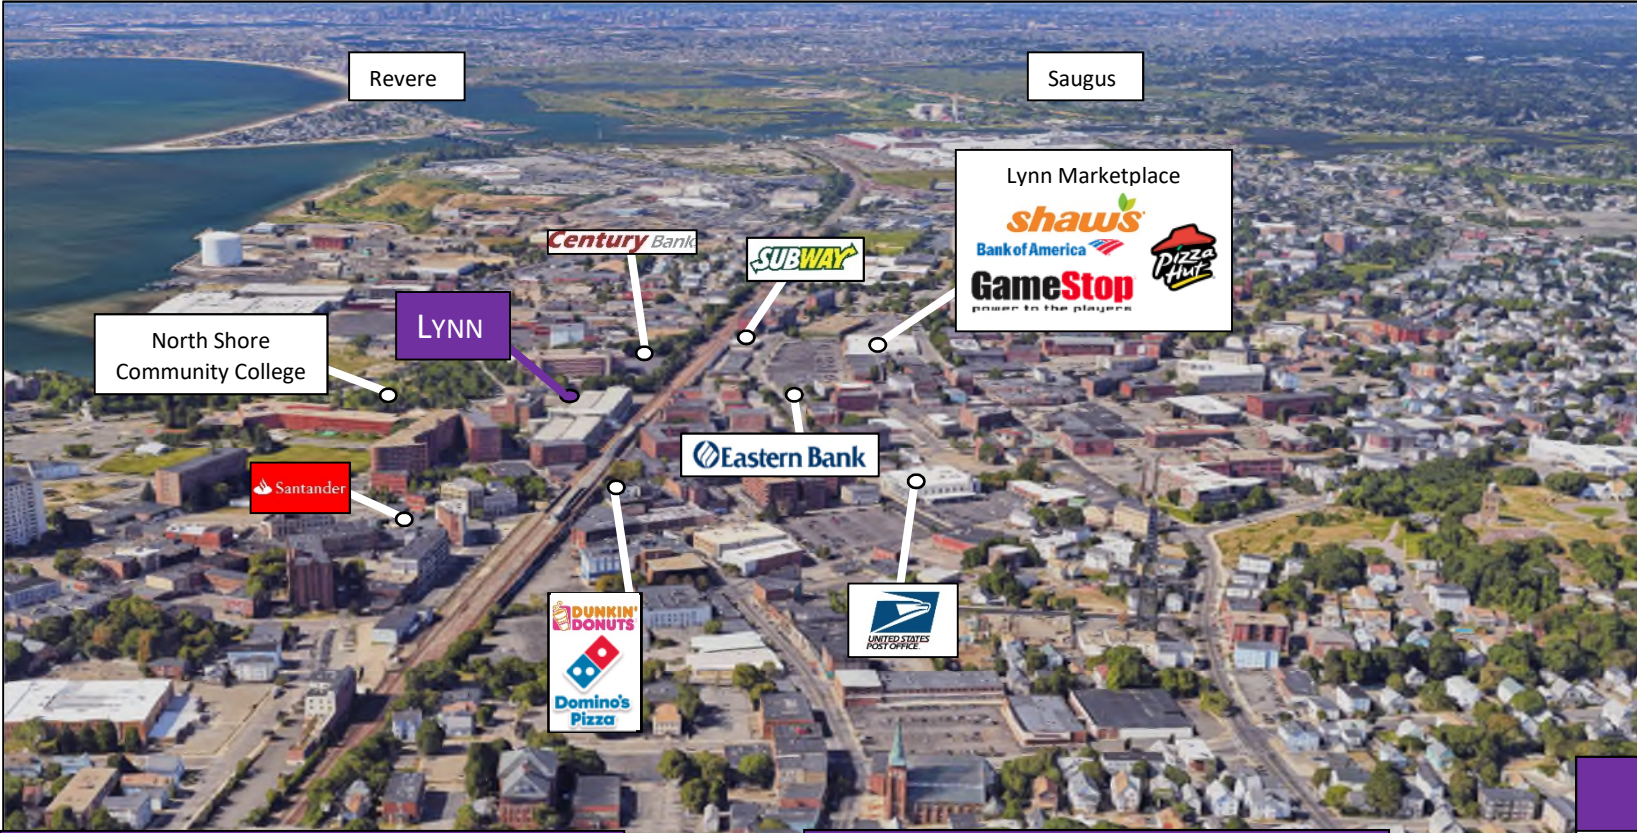 Revere
Saugus
Lynn Marketplace
shaw's
Bank of America
Pizza
Hut
GameStop
power to the players
Century Bank
SUBWAY
LYNN
North Shore
Community College
Eastern Bank
Santander
DUNKIN'
DONUTS
Domino's
Pizza
UNITED STATES
POST OFFICE